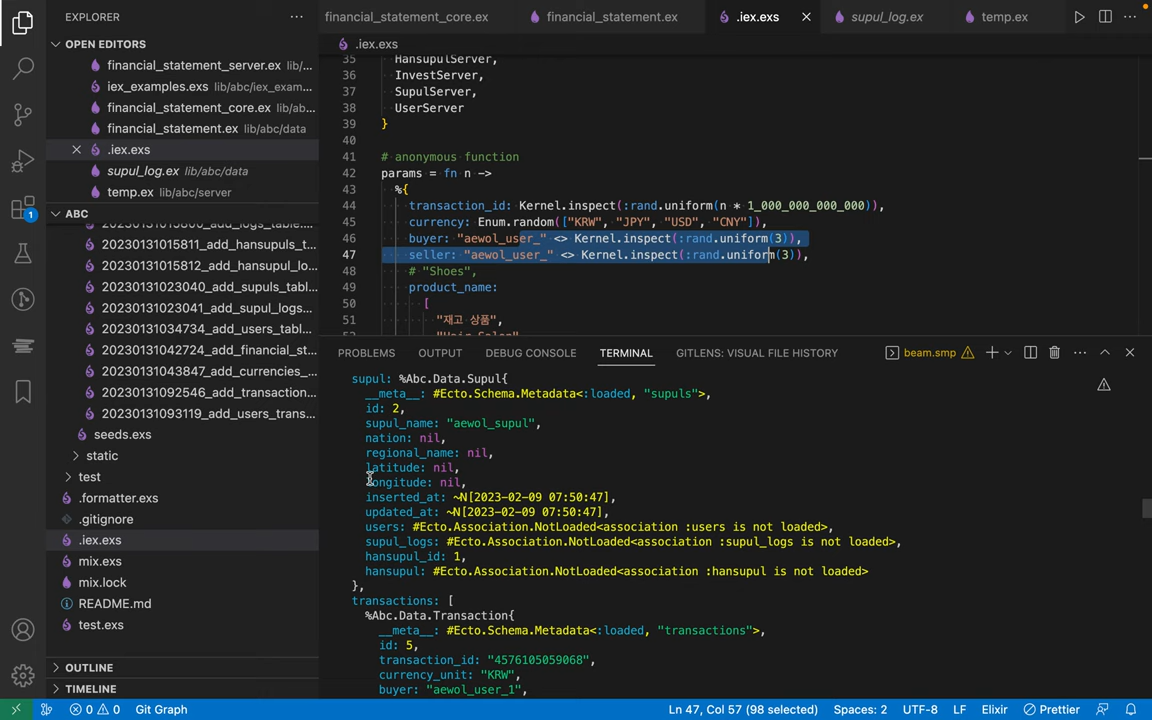 EXPLORER
OPEN EDITORS
financial_statement_server.ex lib/...
iex_examples.exs lib/abc/iex_exam...
financial_statement_core.ex lib/ab...
financial_statement.ex lib/abc/data
.iex.exs
supul_log.ex lib/abc/data
temp.ex lib/abc/server
ABC
20230131015811_add_hansupuls_t...
20230131015812_add_hansupul_lo...
20230131023040_add_supuls_tabl...
20230131023041_add_supul_logs...
20230131034734_add_users_tabl...
20230131042724_add_financial_st...
20230131043847_add_currencies_...
20230131092546_add_transaction...
20230131093119_add_users_trans...
seeds.exs
static
test
.formatter.exs
.gitignore
.iex.exs
mix.exs
mix.lock
README.md
test.exs
OUTLINE
TIMELINE
financial_statement_core.ex
financial_statement.ex
.iex.exs
supul_log.ex
temp.ex
.iex.exs
35 HansupulServer,
36 InvestServer,
37 SupulServer,
38 UserServer
39 }
40
41 # anonymous function
42 params = fn n ->
43 %{
44 transaction_id: Kernel.inspect(:rand.uniform(n * 1_000_000_000_000)),
45 currency: Enum.random(["KRW", "JPY", "USD", "CNY"]),
46 buyer: "aewol_user_" <> Kernel.inspect(:rand.uniform(3)),
47 seller: "aewol_user_" <> Kernel.inspect(:rand.uniform(3)),
48 # "Shoes",
49 product_name:
50 [
51 "재고 상품",
PROBLEMS
OUTPUT
DEBUG CONSOLE
TERMINAL
GITLENS: VISUAL FILE HISTORY
beam.smp
supul: %Abc.Data.Supul{
__meta__: #Ecto.Schema.Metadata<:loaded, "supuls">,
id: 2,
supul_name: "aewol_supul",
nation: nil,
regional_name: nil,
latitude: nil,
longitude: nil,
inserted_at: ~N[2023-02-09 07:50:47],
updated_at: ~N[2023-02-09 07:50:47],
users: #Ecto.Association.NotLoaded<association :users is not loaded>,
supul_logs: #Ecto.Association.NotLoaded<association :supul_logs is not loaded>,
hansupul_id: 1,
hansupul: #Ecto.Association.NotLoaded<association :hansupul is not loaded>
},
transactions: [
%Abc.Data.Transaction{
__meta__: #Ecto.Schema.Metadata<:loaded, "transactions">,
id: 5,
transaction_id: "4576105059068",
currency_unit: "KRW",
buyer: "aewol_user_1",
1
0 0
Git Graph
Ln 47, Col 57 (98 selected)
Spaces: 2
UTF-8
LF
Elixir
Prettier